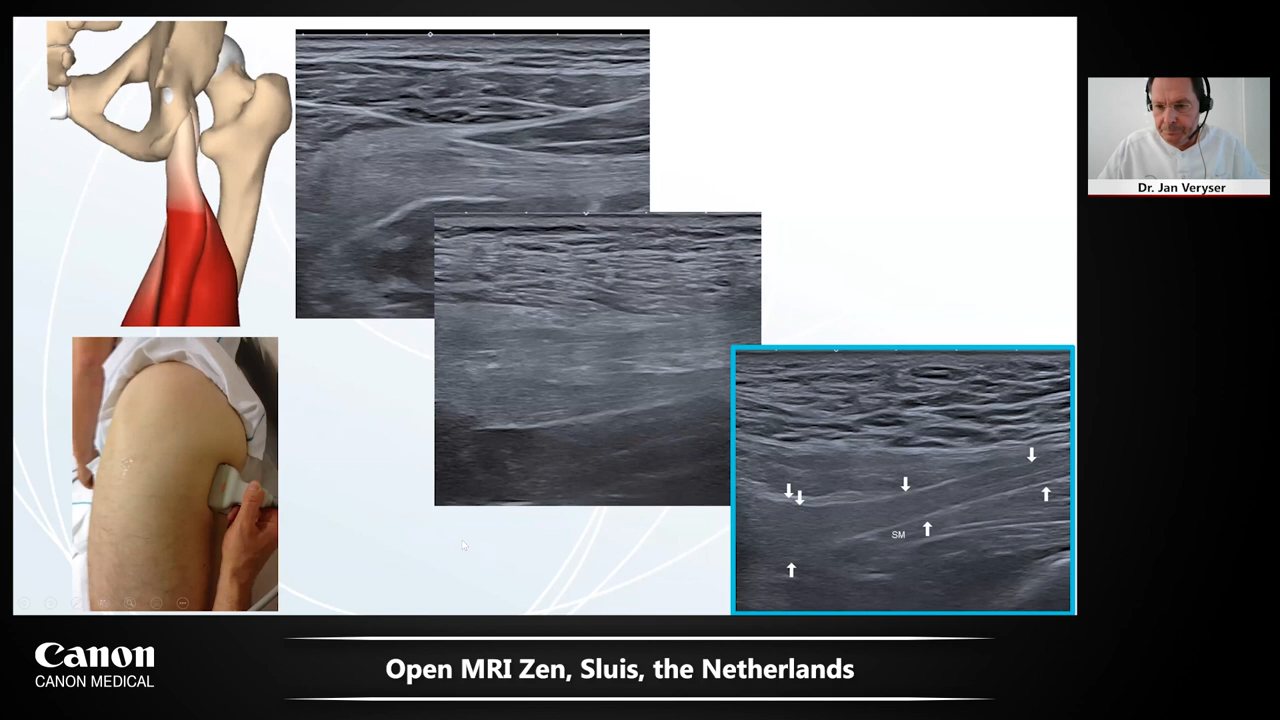 SM
Dr. Jan Veryser
Canon
CANON MEDICAL
Open MRI Zen, Sluis, the Netherlands